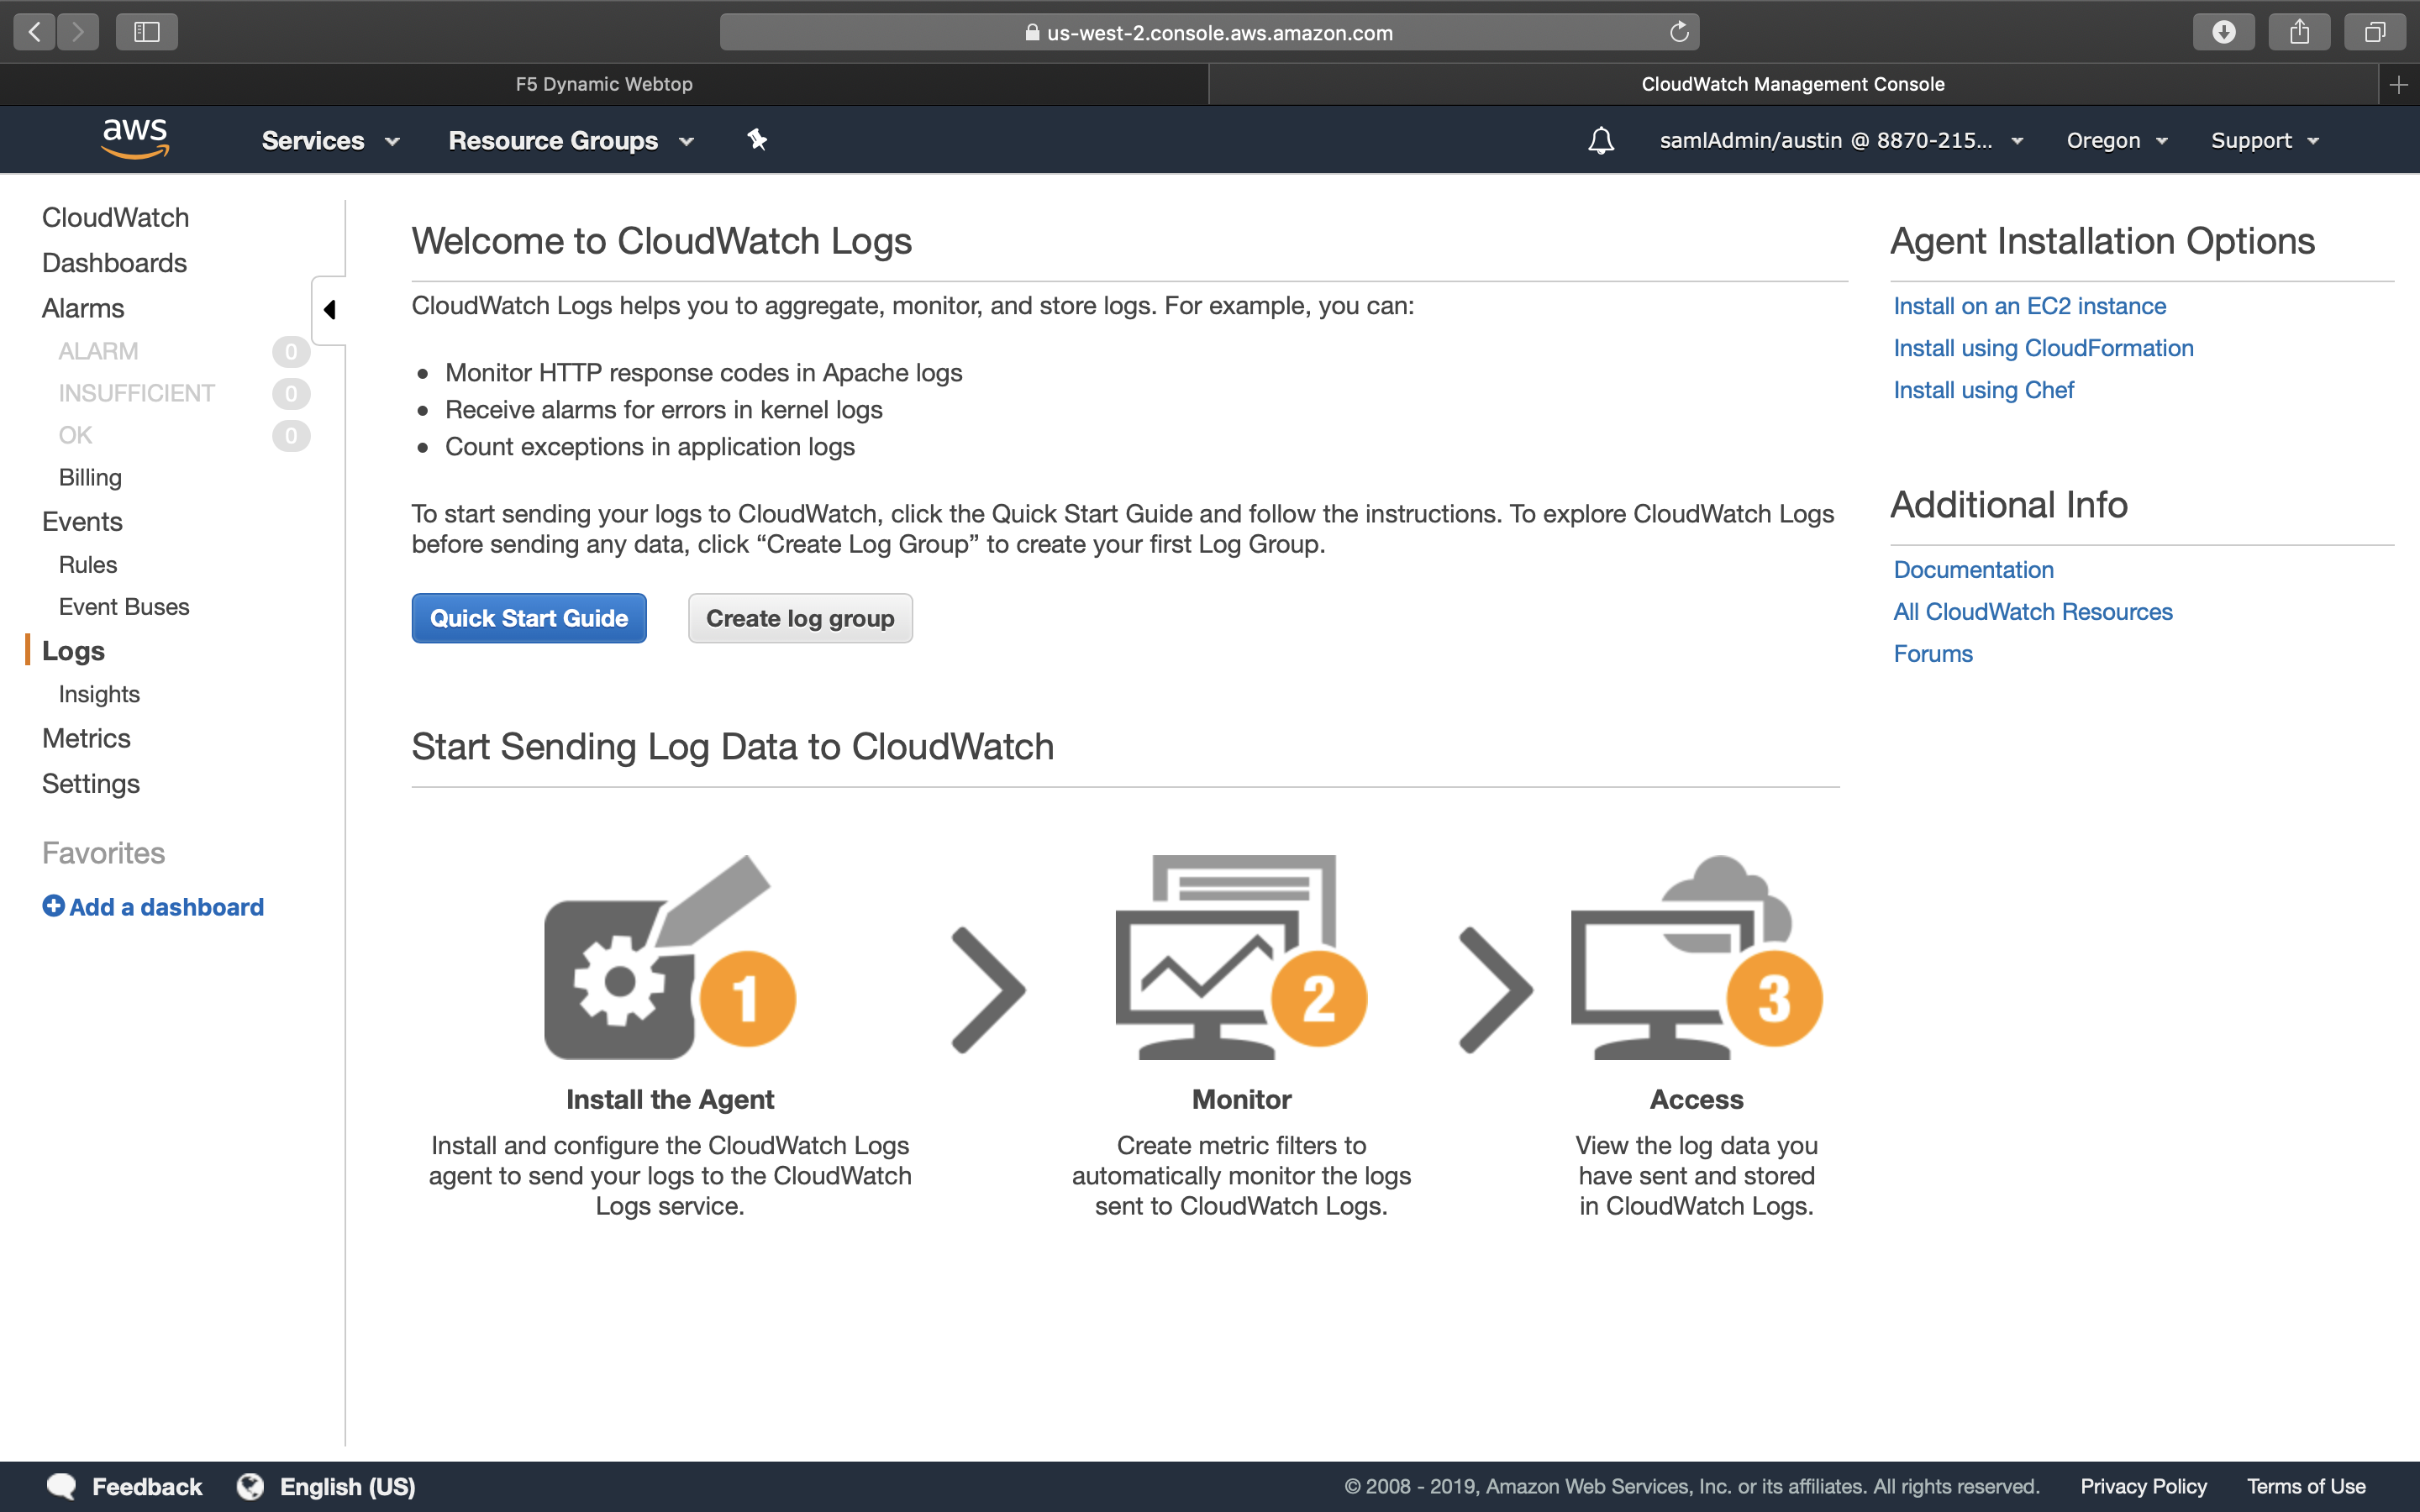 us-west-2.console.aws.amazon.com
F5 Dynamic Webtop
CloudWatch Management Console
aws
Services
Resource Groups
samlAdmin/austin @ 8870-215...
Oregon
Support
CloudWatch
Dashboards
Alarms
ALARM 0
INSUFFICIENT 0
OK 0
Billing
Events
Rules
Event Buses
Logs
Insights
Metrics
Settings
Favorites
Add a dashboard
Welcome to CloudWatch Logs
CloudWatch Logs helps you to aggregate, monitor, and store logs. For example, you can:
• Monitor HTTP response codes in Apache logs
• Receive alarms for errors in kernel logs
• Count exceptions in application logs
To start sending your logs to CloudWatch, click the Quick Start Guide and follow the instructions. To explore CloudWatch Logs
before sending any data, click “Create Log Group” to create your first Log Group.
Quick Start Guide
Create log group
Start Sending Log Data to CloudWatch
1
Install the Agent
Install and configure the CloudWatch Logs
agent to send your logs to the CloudWatch
Logs service.
2
Monitor
Create metric filters to
automatically monitor the logs
sent to CloudWatch Logs.
3
Access
View the log data you
have sent and stored
in CloudWatch Logs.
Agent Installation Options
Install on an EC2 instance
Install using CloudFormation
Install using Chef
Additional Info
Documentation
All CloudWatch Resources
Forums
Feedback
English (US)
© 2008 - 2019, Amazon Web Services, Inc. or its affiliates. All rights reserved.
Privacy Policy
Terms of Use